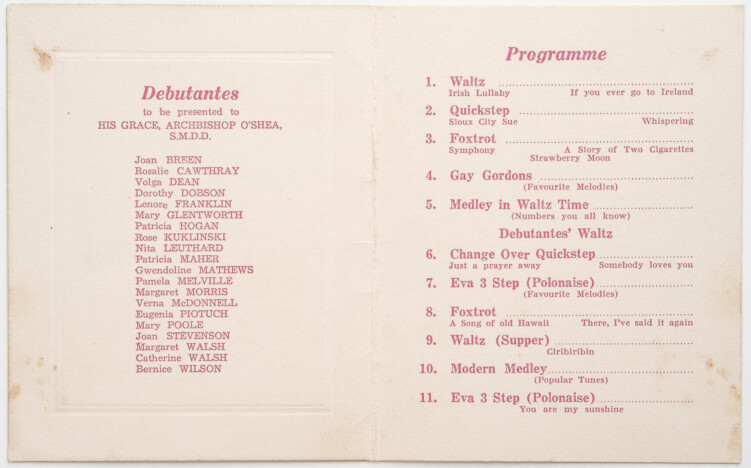 Debutantes
to be presented to
HIS GRACE, ARCHBISHOP O'SHEA,
S.M.D.D.
Joan BREEN
Rosalie CAWTHRAY
Volga DEAN
Dorothy DOBSON
Lenore FRANKLIN
Mary GLENTWORTH
Patricia HOGAN
Rose KUKLINSKI
Nita LEUTHARD
Patricia MAHER
Gwendoline MATHEWS
Pamela MELVILLE
Margaret MORRIS
Verna McDONNELL
Eugenia PIOTUCH
Mary POOLE
Joan STEVENSON
Margaret WALSH
Catherine WALSH
Bernice WILSON
Programme
1. Waltz
Irish Lullaby If you ever go to Ireland
2. Quickstep
Sioux City Sue Whispering
3. Foxtrot
Symphony A Story of Two Cigarettes
Strawberry Moon
4. Gay Gordons
(Favourite Melodies)
5. Medley in Waltz Time
(Numbers you all know)
Debutantes' Waltz
6. Change Over Quickstep
Just a prayer away Somebody loves you
7. Eva 3 Step (Polonaise)
(Favourite Melodies)
8. Foxtrot
A Song of old Hawaii There, I've said it again
9. Waltz (Supper)
Ciribiribin
10. Modern Medley
(Popular Tunes)
11. Eva 3 Step (Polonaise)
You are my sunshine